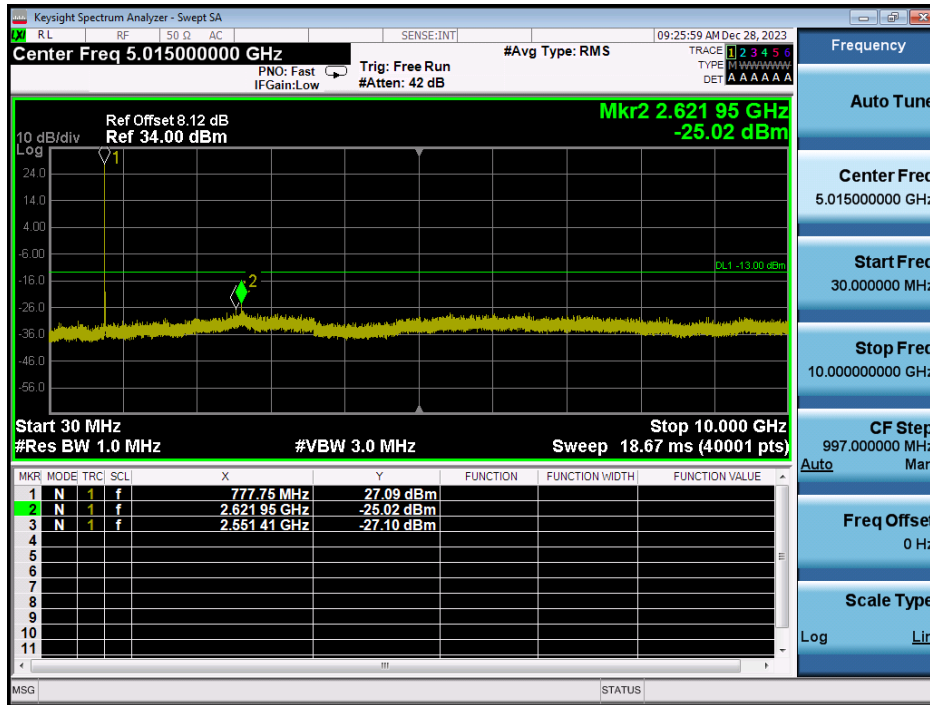 Keysight Spectrum Analyzer - Swept SA
LXI RL RF 50 Ω AC SENSE:INT 09:25:59 AM Dec 28, 2023
Center Freq 5.015000000 GHz #Avg Type: RMS TRACE 1 2 3 4 5 6
PNO: Fast Trig: Free Run TYPE M WWWWW
IFGain:Low #Atten: 42 dB DET A A A A A A
Frequency
Auto Tune
Center Freq
5.015000000 GHz
Start Freq
30.000000 MHz
Stop Freq
10.000000000 GHz
CF Step
997.000000 MHz
Auto Man
Freq Offset
0 Hz
Scale Type
Log Lin
Mkr2 2.621 95 GHz
-25.02 dBm
Ref Offset 8.12 dB
10 dB/div Ref 34.00 dBm
Log
1
24.0
14.0
4.00
-6.00
DL1 -13.00 dBm
-16.0
2
-26.0
-36.0
-46.0
-56.0
Start 30 MHz Stop 10.000 GHz
#Res BW 1.0 MHz #VBW 3.0 MHz Sweep 18.67 ms (40001 pts)
MKR MODE TRC SCL X Y FUNCTION FUNCTION WIDTH FUNCTION VALUE
1 N 1 f 777.75 MHz 27.09 dBm
2 N 1 f 2.621 95 GHz -25.02 dBm
3 N 1 f 2.551 41 GHz -27.10 dBm
4
5
6
7
8
9
10
11
MSG STATUS